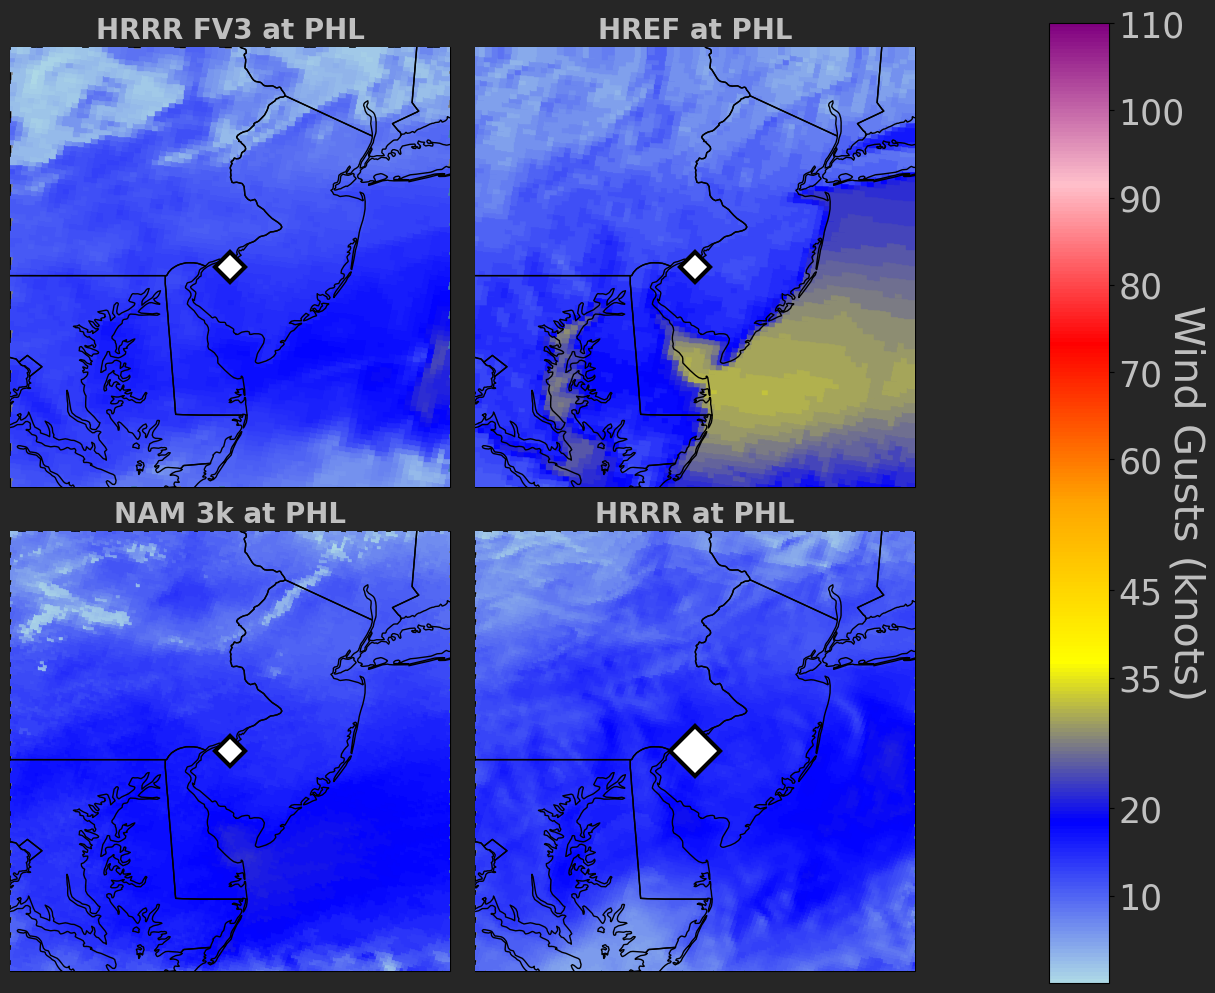 HRRR FV3 at PHL
HREF at PHL
NAM 3k at PHL
HRRR at PHL
110
100
90
80
70
60
45
35
20
10
Wind Gusts (knots)